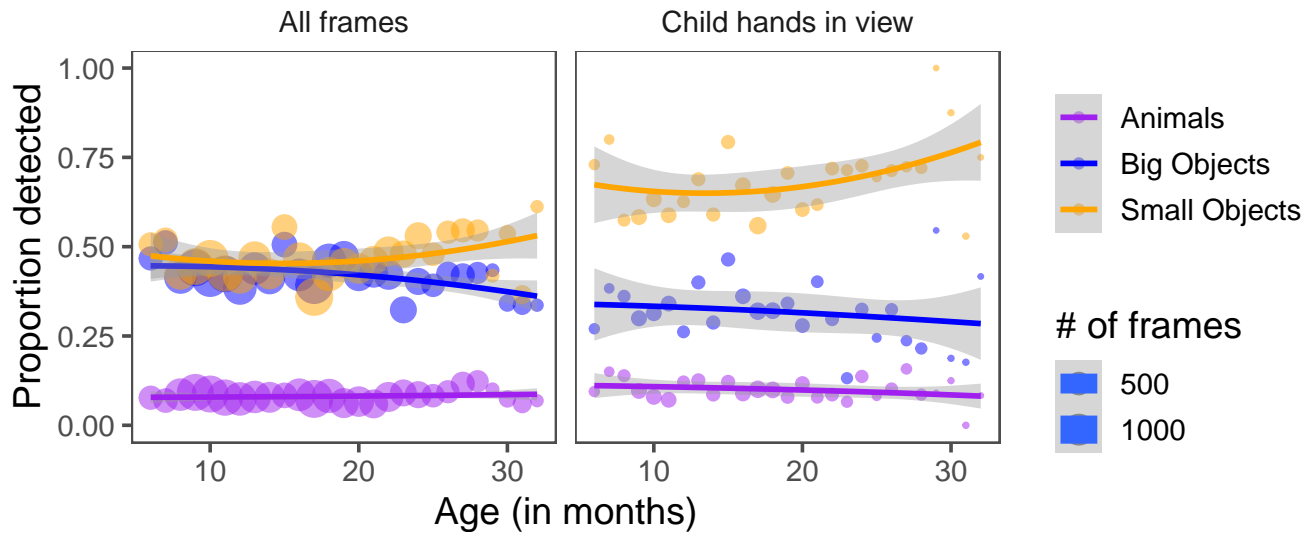 All frames
Child hands in view
Proportion detected
1.00
0.75
0.50
0.25
0.00
10
20
30
10
20
30
Age (in months)
Animals
Big Objects
Small Objects
# of frames
500
1000